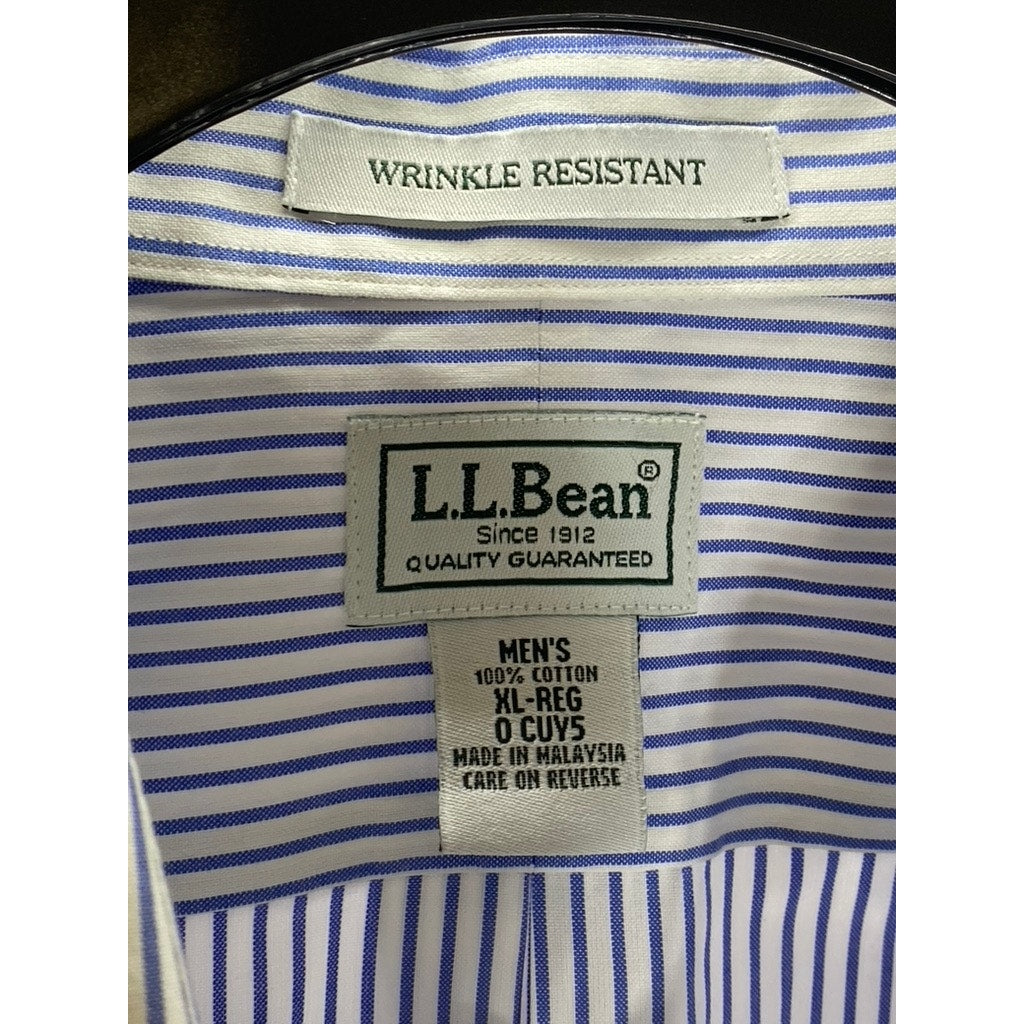 WRINKLE RESISTANT
L.L.Bean®
Since 1912
QUALITY GUARANTEED
MEN'S
100% COTTON
XL-REG
0 CUY5
MADE IN MALAYSIA
CARE ON REVERSE